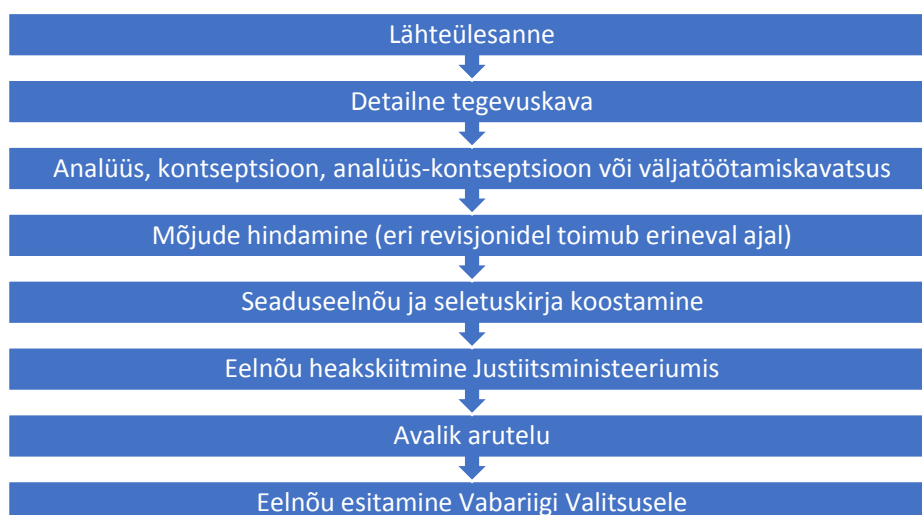 Lähteülesanne
Detailne tegevuskava
Analüüs, kontseptsioon, analüüs-kontseptsioon või väljatöötamiskavatsus
Mõjude hindamine (eri revisjonidel toimub erineval ajal)
Seaduseelnõu ja seletuskirja koostamine
Eelnõu heakskiitmine Justiitsministeeriumis
Avalik arutelu
Eelnõu esitamine Vabariigi Valitsusele